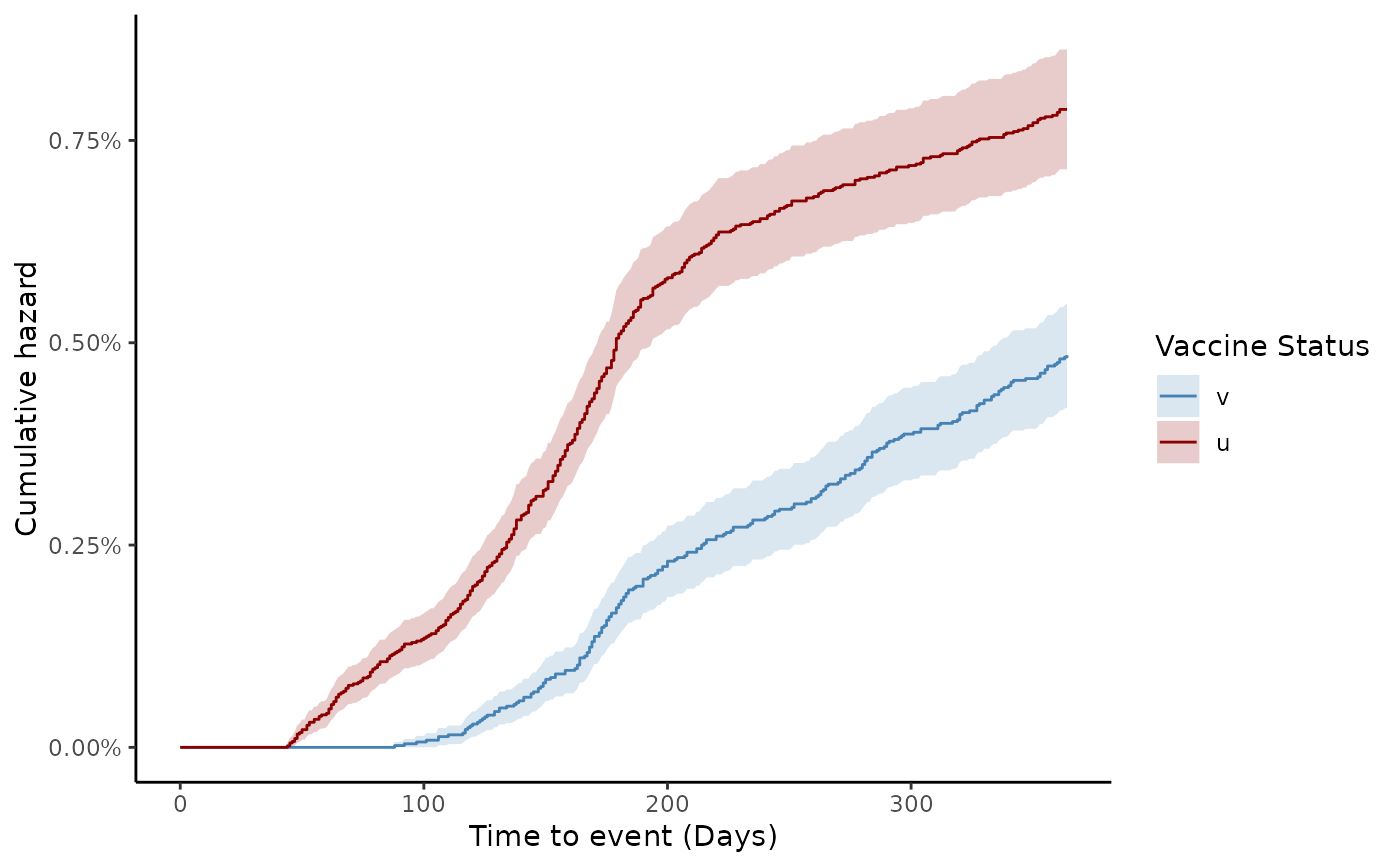 Cumulative hazard
0.75%
0.50%
0.25%
0.00%
0
100
200
300
Time to event (Days)
Vaccine Status
v
u